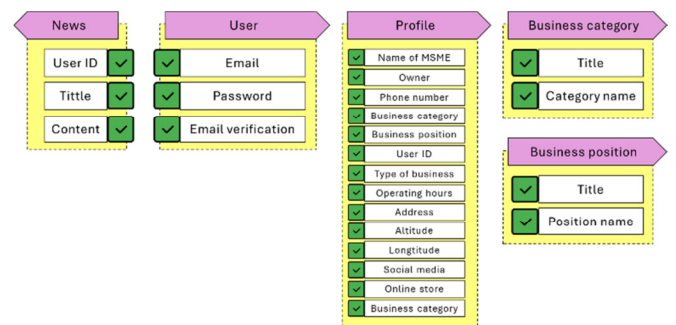 News
User ID
Tittle
Content
User
Email
Password
Email verification
Profile
Name of MSME
Owner
Phone number
Business category
Business position
User ID
Type of business
Operating hours
Address
Altitude
Longtitude
Social media
Online store
Business category
Business category
Title
Category name
Business position
Title
Position name